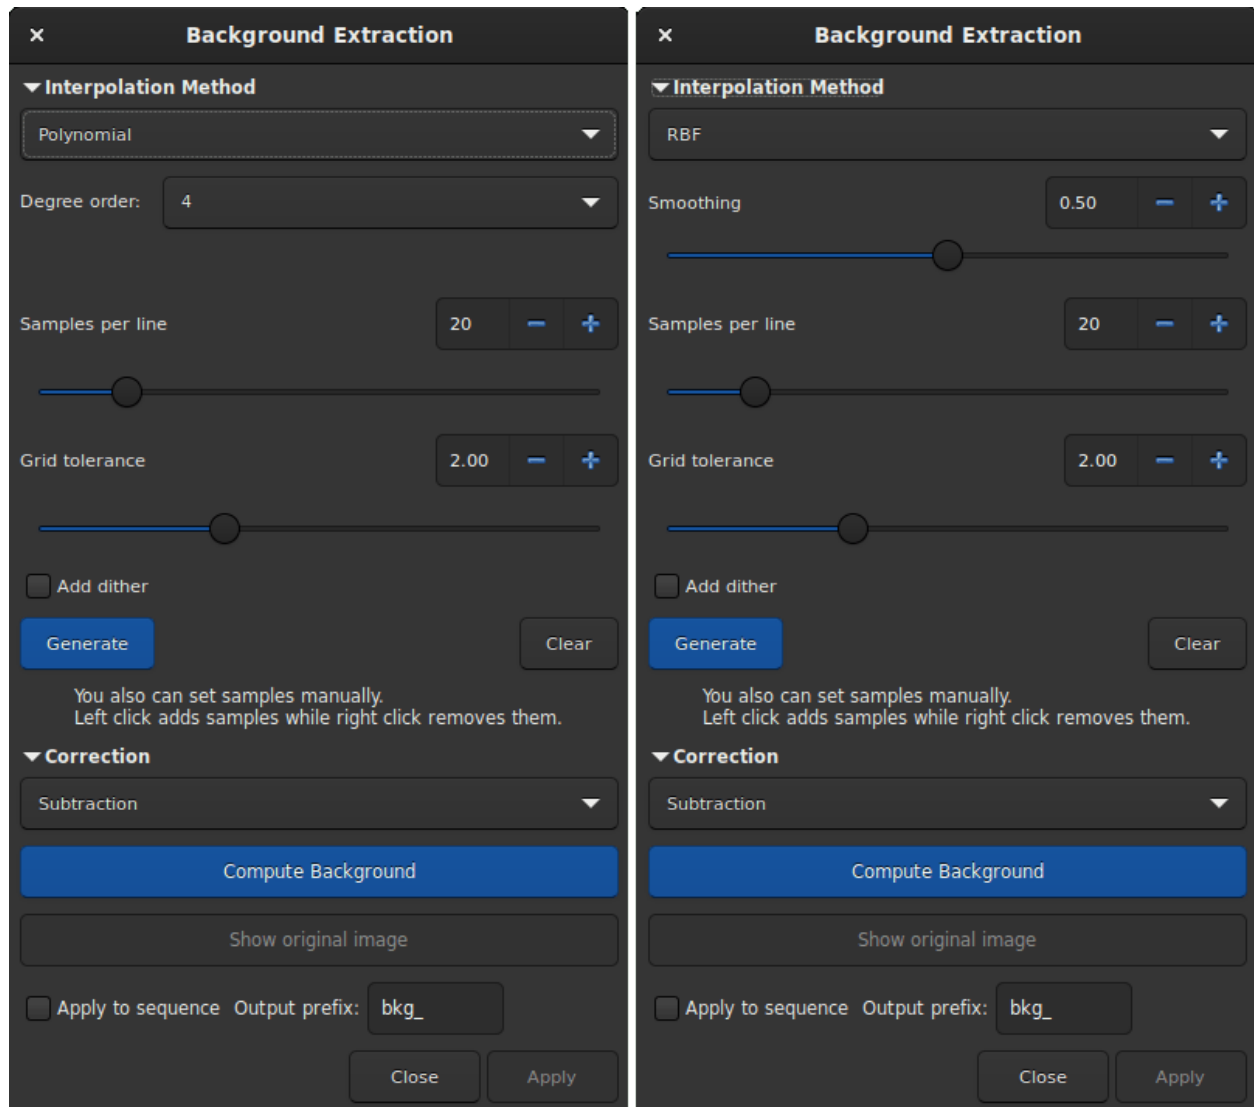 × Background Extraction
Interpolation Method
Polynomial
Degree order: 4
Samples per line 20
Grid tolerance 2.00
Add dither
Generate Clear
You also can set samples manually.
Left click adds samples while right click removes them.
Correction
Subtraction
Compute Background
Show original image
Apply to sequence Output prefix: bkg_
Close Apply
× Background Extraction
Interpolation Method
RBF
Smoothing 0.50
Samples per line 20
Grid tolerance 2.00
Add dither
Generate Clear
You also can set samples manually.
Left click adds samples while right click removes them.
Correction
Subtraction
Compute Background
Show original image
Apply to sequence Output prefix: bkg_
Close Apply